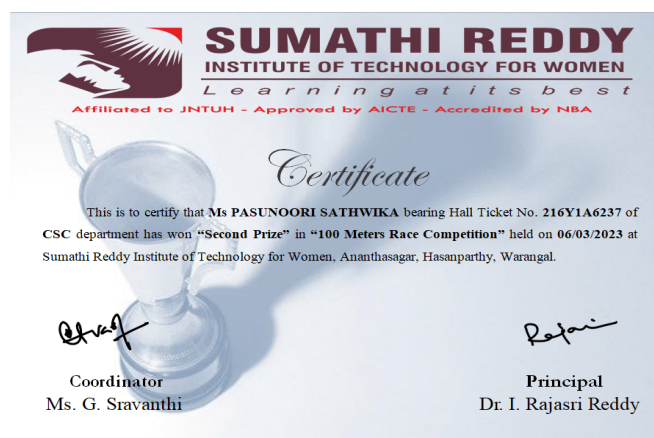 SUMATHI REDDY
INSTITUTE OF TECHNOLOGY FOR WOMEN
Learning at its best
Affiliated to JNTUH - Approved by AICTE - Accredited by NBA
Certificate
This is to certify that Ms PASUNOORI SATHWIKA bearing Hall Ticket No. 216Y1A6237 of
CSC department has won “Second Prize” in “100 Meters Race Competition” held on 06/03/2023 at
Sumathi Reddy Institute of Technology for Women, Ananthasagar, Hasanparthy, Warangal.
Coordinator
Ms. G. Sravanthi
Principal
Dr. I. Rajasri Reddy